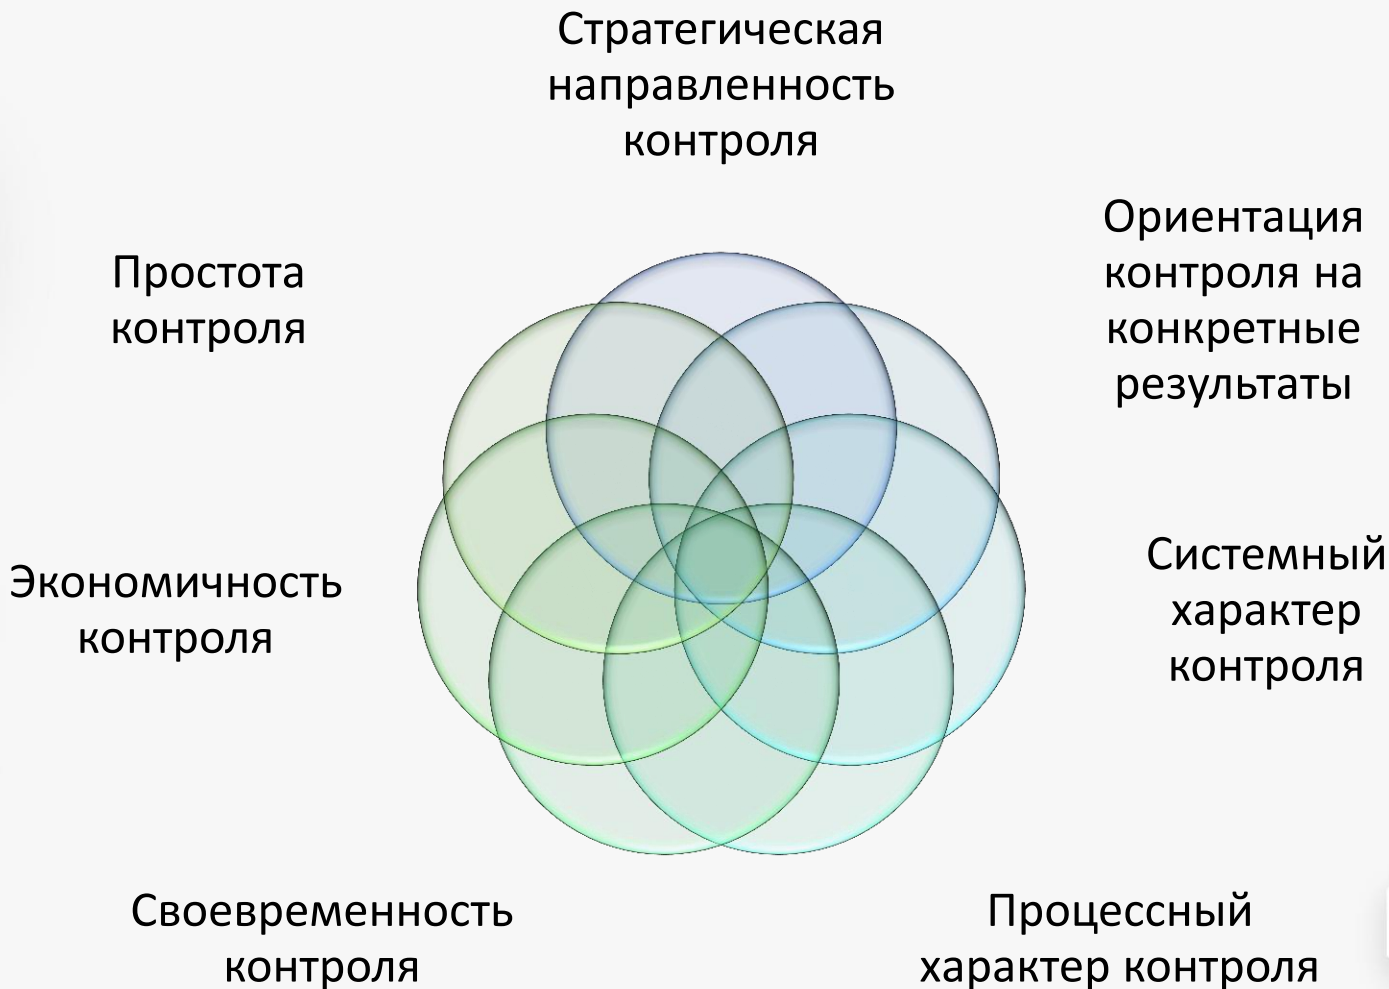 Стратегическая
направленность
контроля
Ориентация
контроля на
конкретные
результаты
Системный
характер
контроля
Процессный
характер контроля
Своевременность
контроля
Экономичность
контроля
Простота
контроля